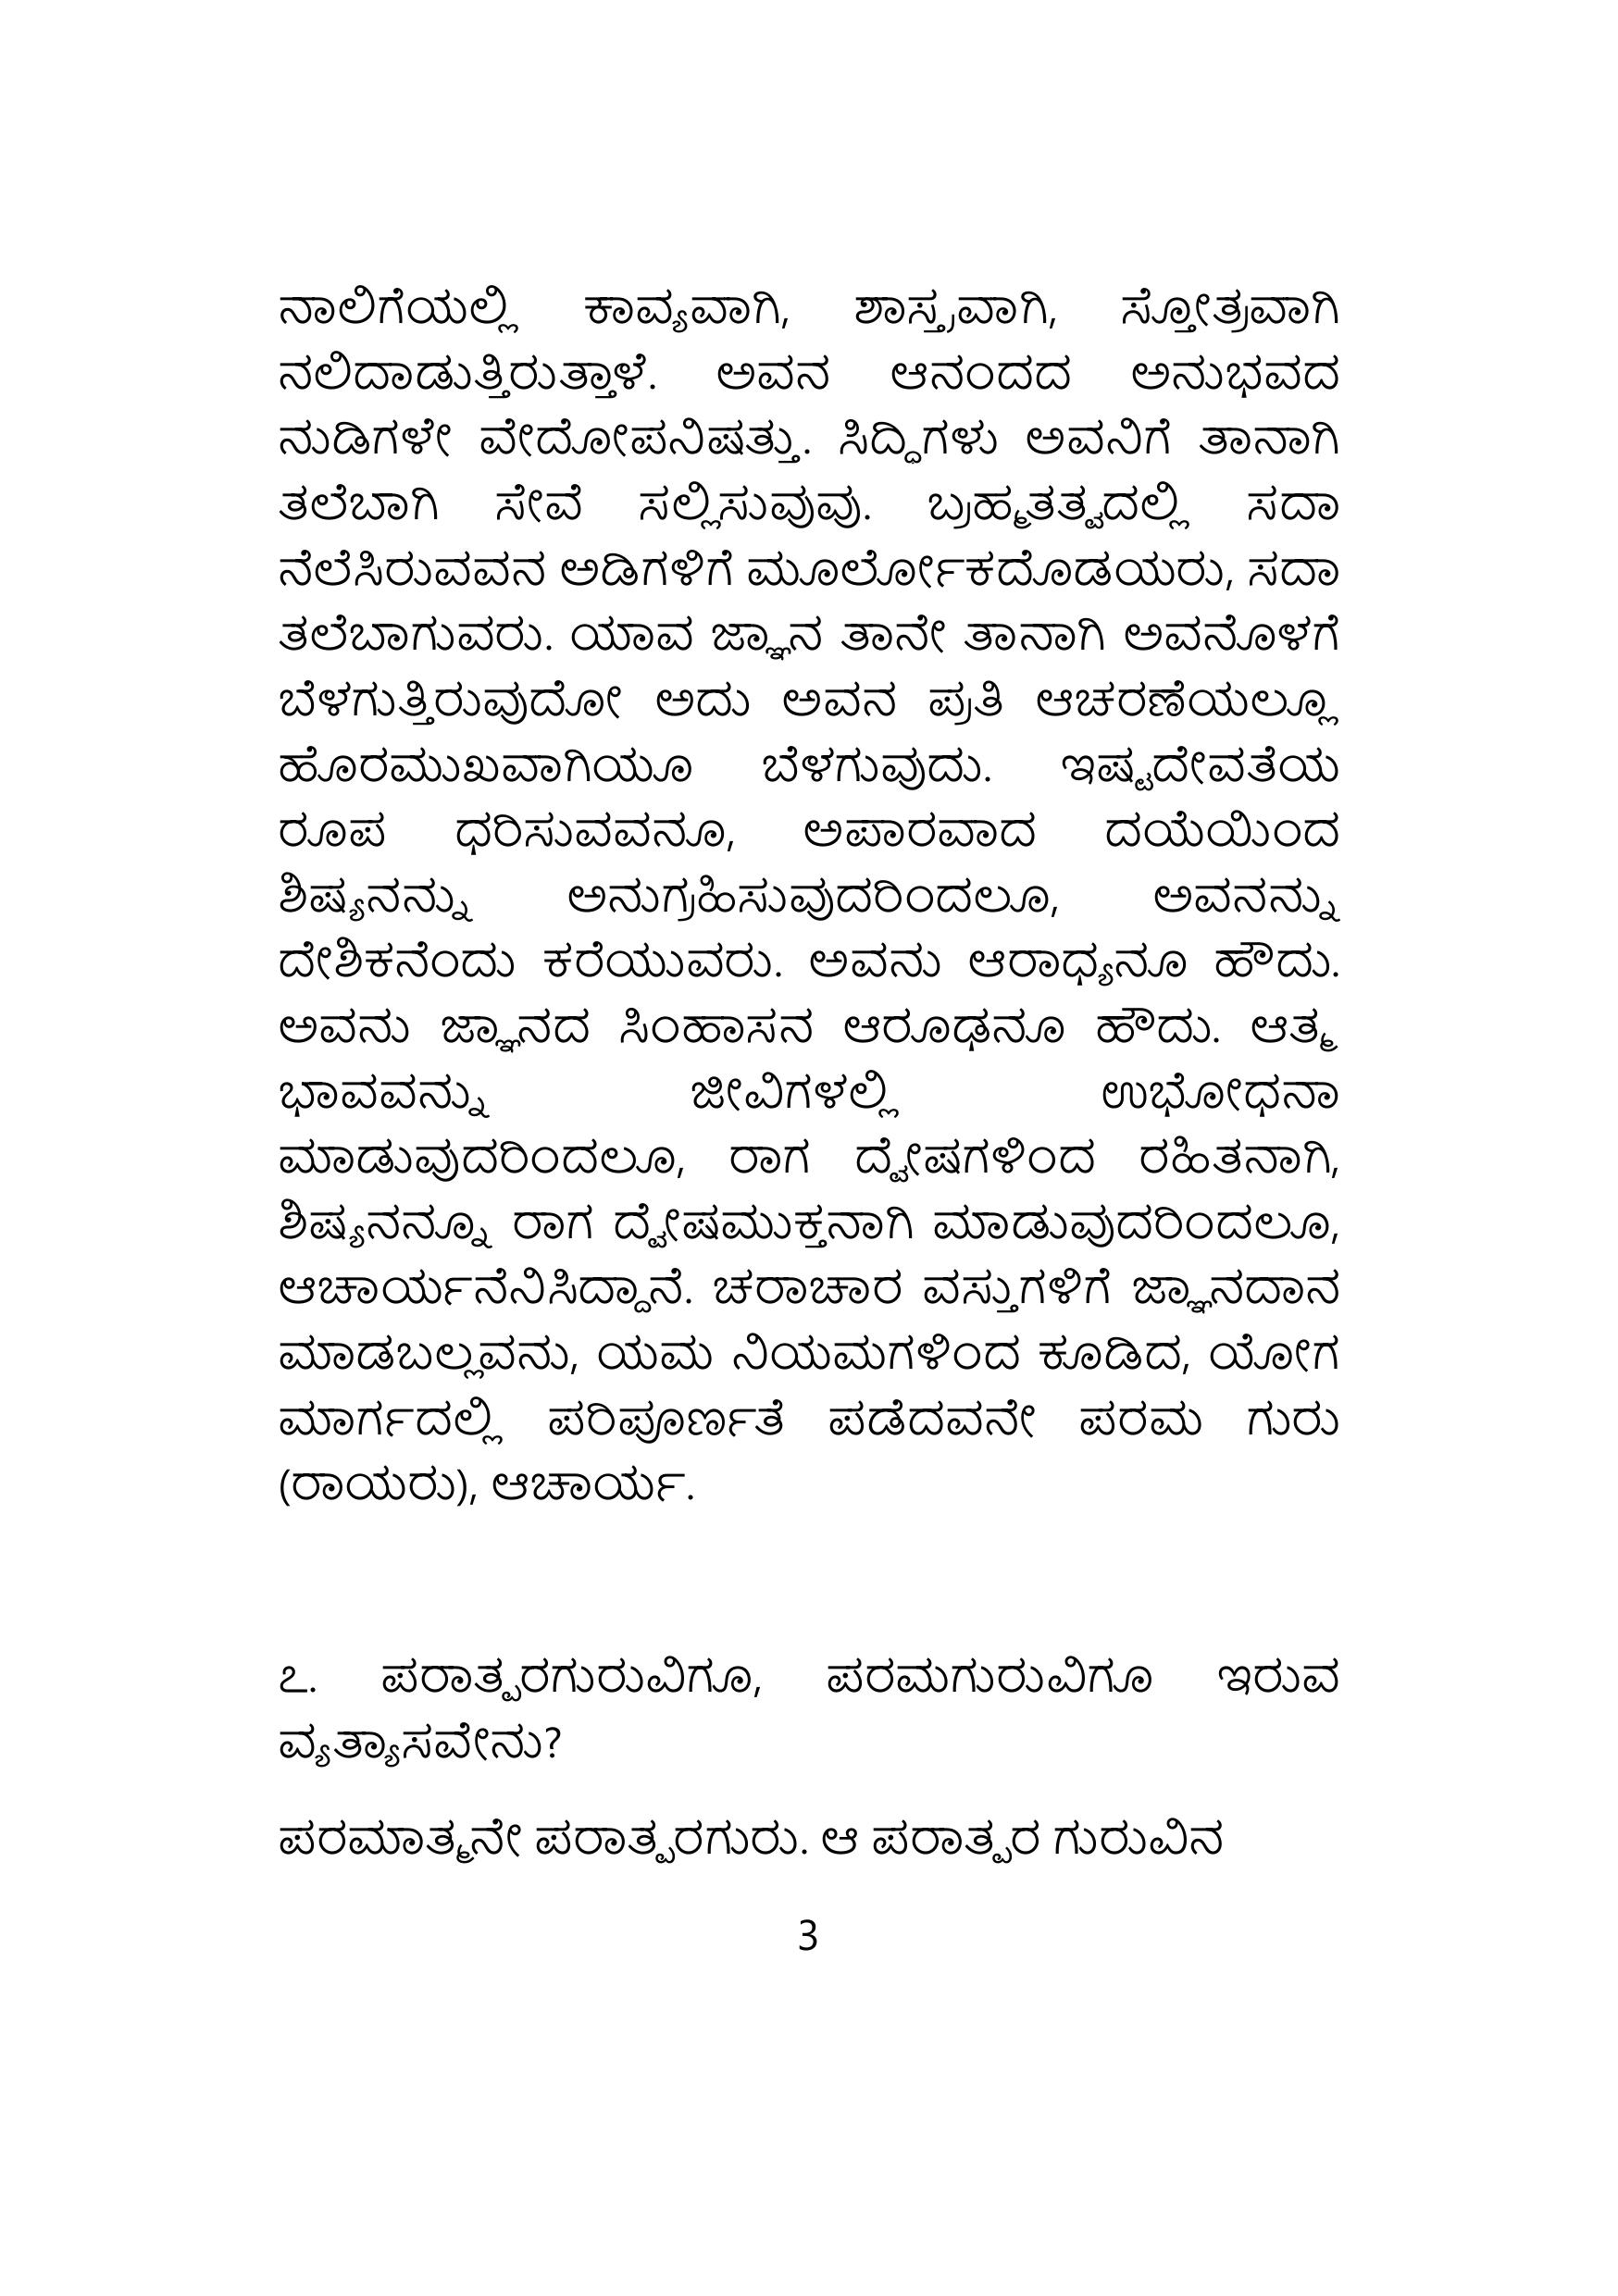 ನಾಲಿಗೆಯಲ್ಲಿ ಕಾವ್ಯವಾಗಿ, ಶಾಸ್ತ್ರವಾಗಿ, ಸ್ತೋತ್ರವಾಗಿ
ನಲಿದಾಡುತ್ತಿರುತ್ತಾಳೆ. ಅವನ ಆನಂದದ ಅನುಭವದ
ನುಡಿಗಳೇ ವೇದೋಪನಿಷತ್ತು. ಸಿದ್ಧಿಗಳು ಅವನಿಗೆ ತಾನಾಗಿ
ತಲೆಬಾಗಿ ಸೇವೆ ಸಲ್ಲಿಸುವುವು. ಬ್ರಹ್ಮತತ್ವದಲ್ಲಿ ಸದಾ
ನೆಲೆಸಿರುವವನ ಅಡಿಗಳಿಗೆ ಮೂರ್ಲೋಕದೊಡಯರು, ಸದಾ
ತಲೆಬಾಗುವರು. ಯಾವ ಜ್ಞಾನ ತಾನೇ ತಾನಾಗಿ ಅವನೊಳಗೆ
ಬೆಳಗುತ್ತಿರುವುದೋ ಅದು ಅವನ ಪ್ರತಿ ಆಚರಣೆಯಲ್ಲೂ
ಹೊರಮುಖವಾಗಿಯೂ ಬೆಳಗುವುದು. ಇಷ್ಟದೇವತೆಯ
ರೂಪ ಧರಿಸುವವನೂ, ಅಪಾರವಾದ ದಯೆಯಿಂದ
ಶಿಷ್ಯನನ್ನು ಅನುಗ್ರಹಿಸುವುದರಿಂದಲೂ, ಅವನನ್ನು
ದೇಶಿಕನೆಂದು ಕರೆಯುವರು. ಅವನು ಆರಾಧ್ಯನೂ ಹೌದು.
ಅವನು ಜ್ಞಾನದ ಸಿಂಹಾಸನ ಆರೂಢನೂ ಹೌದು. ಆತ್ಮ
ಭಾವವನ್ನು ಜೀವಿಗಳಲ್ಲಿ ಉಭೋಧನಾ
ಮಾಡುವುದರಿಂದಲೂ, ರಾಗ ದ್ವೇಷಗಳಿಂದ ರಹಿತನಾಗಿ,
ಶಿಷ್ಯನನ್ನೂ ರಾಗ ದ್ವೇಷಮುಕ್ತನಾಗಿ ಮಾಡುವುದರಿಂದಲೂ,
ಆಚಾರ್ಯನೆನಿಸಿದ್ದಾನೆ. ಚರಾಚಾರ ವಸ್ತುಗಳಿಗೆ ಜ್ಞಾನದಾನ
ಮಾಡಬಲ್ಲವನು, ಯಮ ನಿಯಮಗಳಿಂದ ಕೂಡಿದ, ಯೋಗ
ಮಾರ್ಗದಲ್ಲಿ ಪರಿಪೂರ್ಣತೆ ಪಡೆದವನೇ ಪರಮ ಗುರು
(ರಾಯರು), ಆಚಾರ್ಯ.
೭. ಪರಾತ್ಪರಗುರುವಿಗೂ, ಪರಮಗುರುವಿಗೂ ಇರುವ
ವ್ಯತ್ಯಾಸವೇನು?
ಪರಮಾತ್ಮನೇ ಪರಾತ್ಪರಗುರು. ಆ ಪರಾತ್ಪರ ಗುರುವಿನ
3